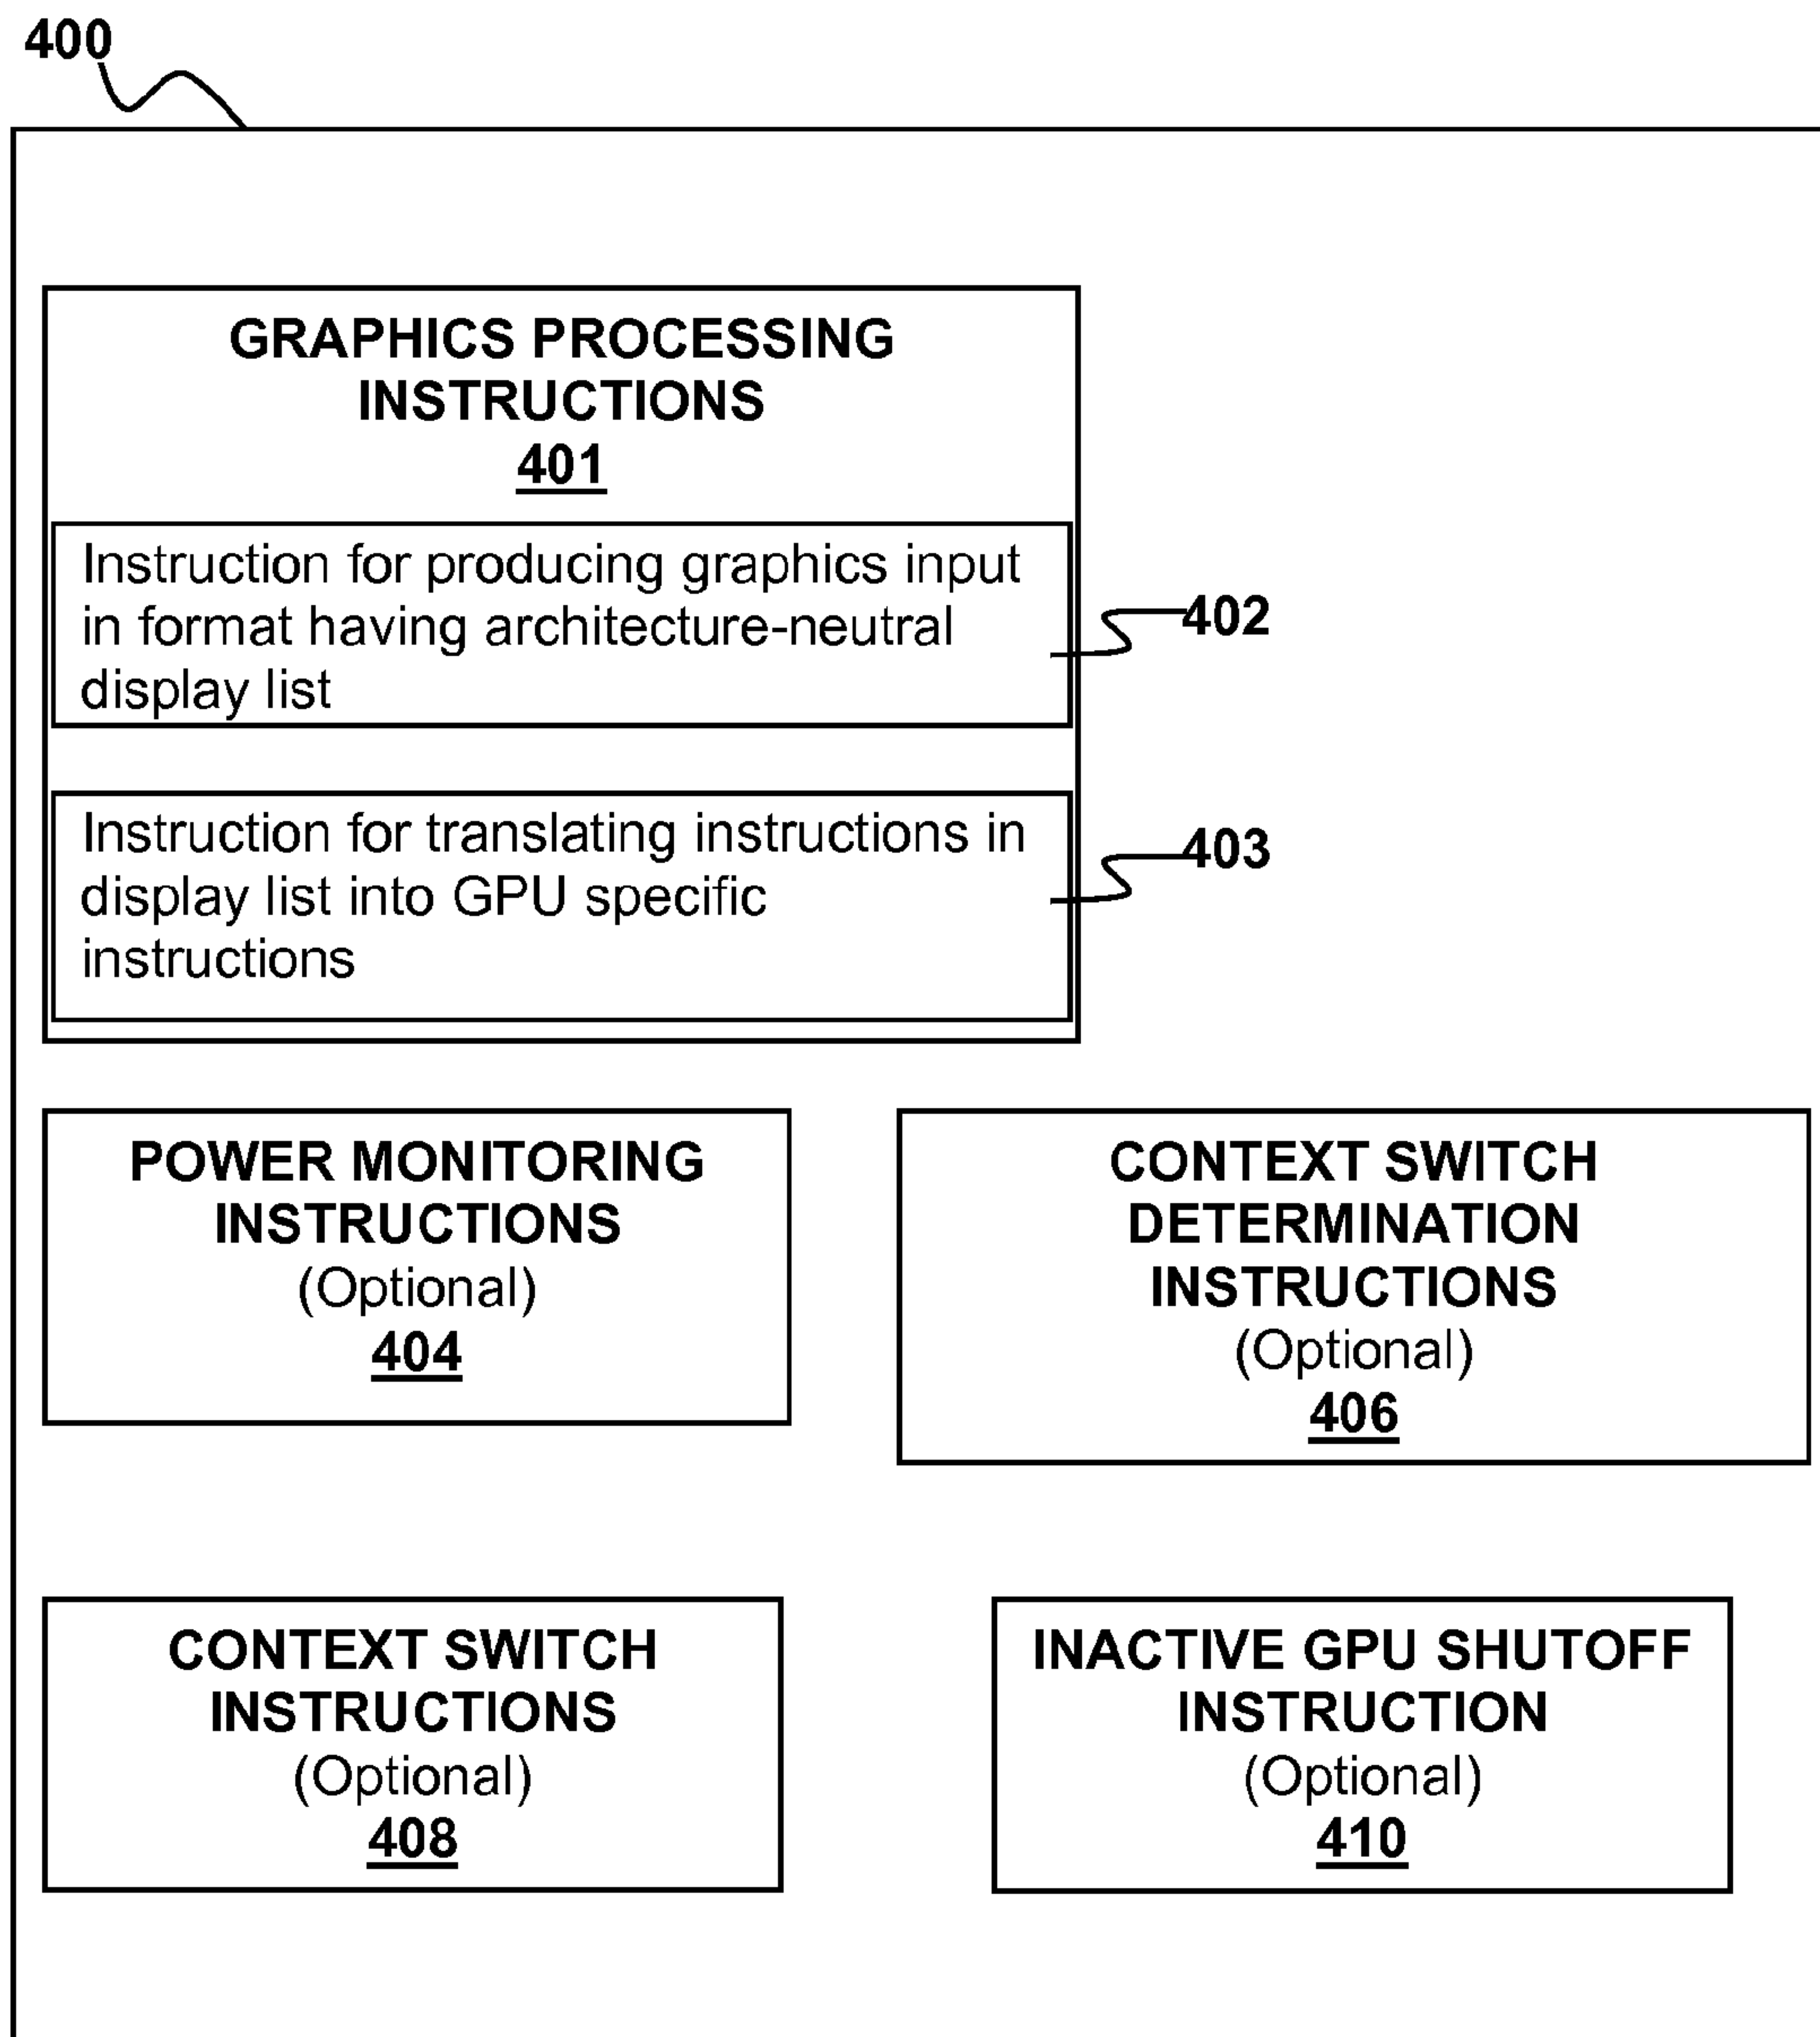 400
GRAPHICS PROCESSING
INSTRUCTIONS
401
Instruction for producing graphics input
in format having architecture-neutral
display list
402
Instruction for translating instructions in
display list into GPU specific
instructions
403
POWER MONITORING
INSTRUCTIONS
(Optional)
404
CONTEXT SWITCH
DETERMINATION
INSTRUCTIONS
(Optional)
406
CONTEXT SWITCH
INSTRUCTIONS
(Optional)
408
INACTIVE GPU SHUTOFF
INSTRUCTION
(Optional)
410